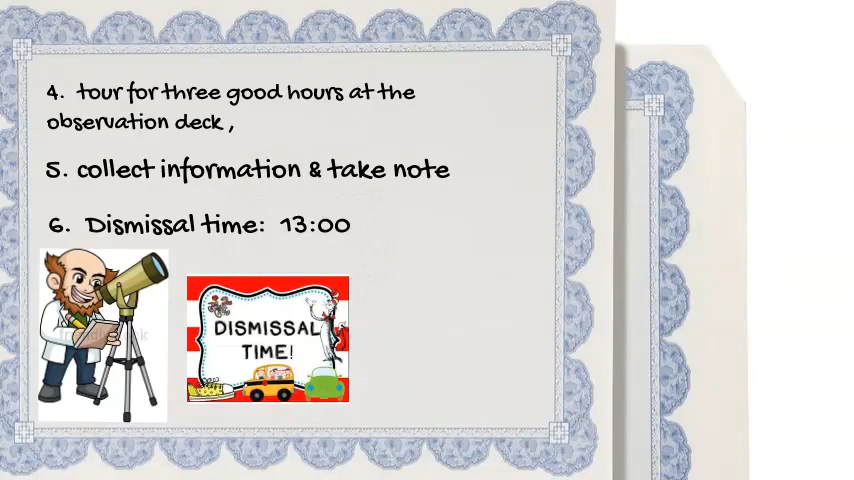 4. tour for three good hours at the
observation deck ,
5. collect information & take note
6. Dismissal time: 13:00
DISMISSAL
TIME!